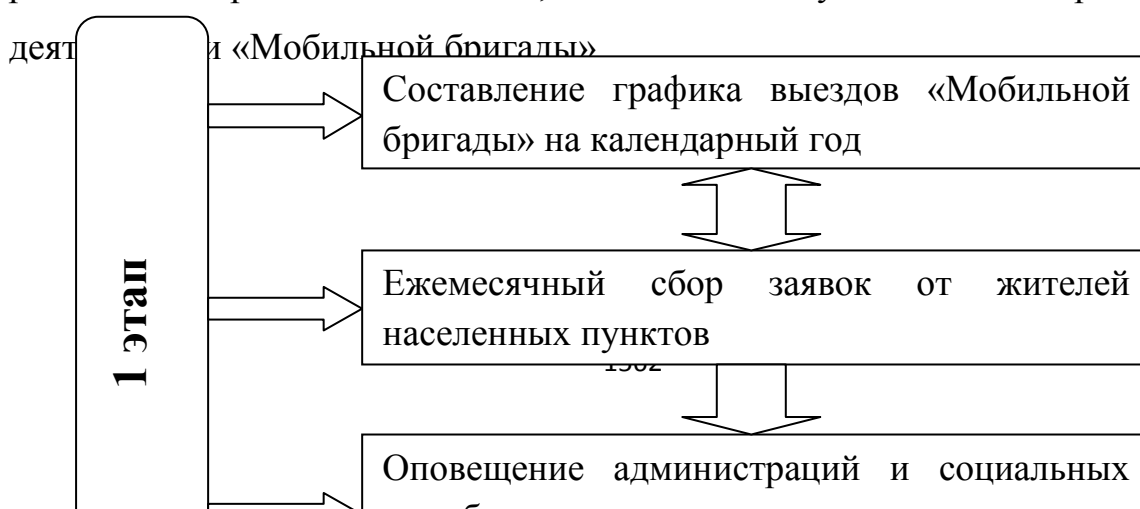 «Мобильной бригады»
Составление графика выездов «Мобильной
бригады» на календарный год
1 этап
Ежемесячный сбор заявок от жителей
населенных пунктов
Оповещение администраций и социальных